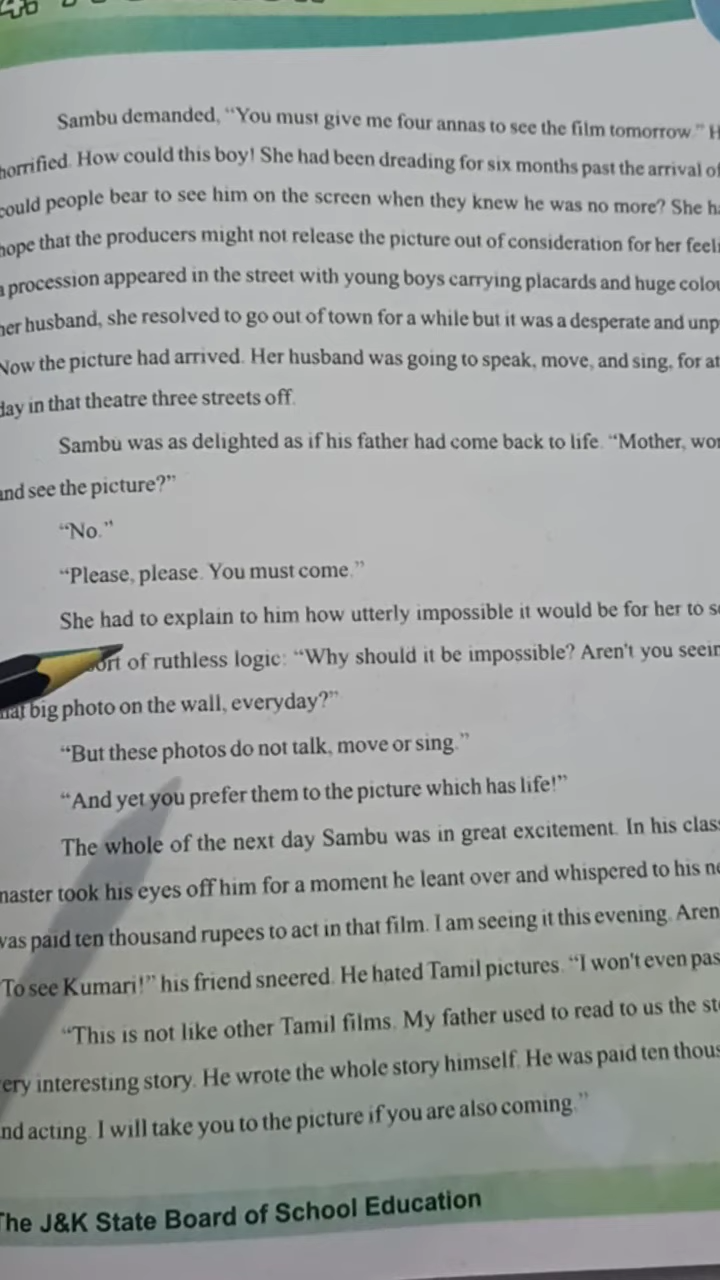 Sambu demanded, “You must give me four annas to see the film tomorrow.”
horrified. How could this boy! She had been dreading for six months past the arrival of
could people bear to see him on the screen when they knew he was no more? She
hope that the producers might not release the picture out of consideration for her
a procession appeared in the street with young boys carrying placards and huge
her husband, she resolved to go out of town for a while but it was a desperate and
Now the picture had arrived. Her husband was going to speak, move, and sing, for at
day in that theatre three streets off.
Sambu was as delighted as if his father had come back to life. “Mother,
and see the picture?”
“No.”
“Please, please. You must come.”
She had to explain to him how utterly impossible it would be for her to
of ruthless logic: “Why should it be impossible? Aren't you
big photo on the wall, everyday?”
“But these photos do not talk, move or sing.”
“And yet you prefer them to the picture which has life!”
The whole of the next day Sambu was in great excitement. In his
master took his eyes off him for a moment he leant over and whispered to his
was paid ten thousand rupees to act in that film. I am seeing it this evening.
To see Kumari!” his friend sneered. He hated Tamil pictures. “I won't even
“This is not like other Tamil films. My father used to read to us the
very interesting story. He wrote the whole story himself. He was paid ten
and acting. I will take you to the picture if you are also coming.”
The J&K State Board of School Education